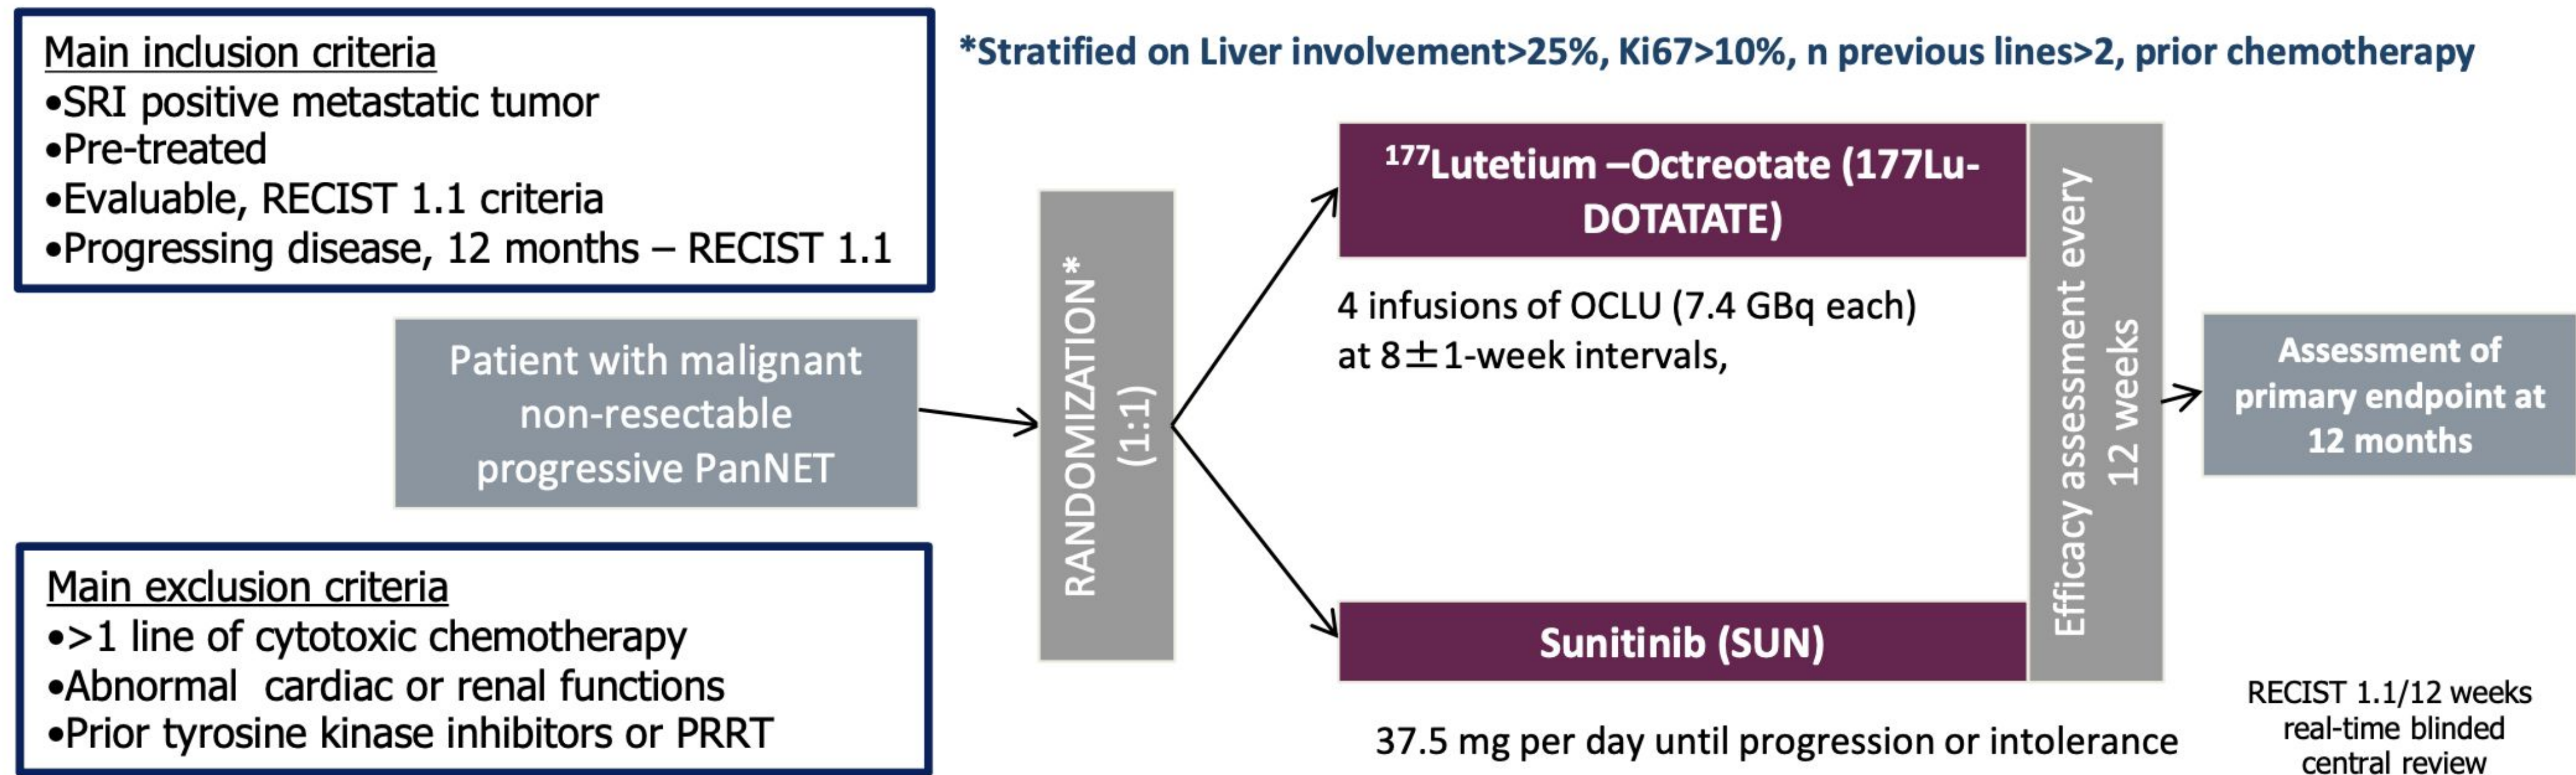 Main inclusion criteria
•SRI positive metastatic tumor
•Pre-treated
•Evaluable, RECIST 1.1 criteria
•Progressing disease, 12 months – RECIST 1.1
*Stratified on Liver involvement>25%, Ki67>10%, n previous lines>2, prior chemotherapy
Patient with malignant
non-resectable
progressive PanNET
Main exclusion criteria
•>1 line of cytotoxic chemotherapy
•Abnormal  cardiac or renal functions
•Prior tyrosine kinase inhibitors or PRRT
RANDOMIZATION*
(1:1)
¹⁷⁷Lutetium –Octreotate (177Lu-
DOTATATE)
4 infusions of OCLU (7.4 GBq each)
at 8±1-week intervals,
Sunitinib (SUN)
37.5 mg per day until progression or intolerance
Efficacy assessment every
12 weeks
Assessment of
primary endpoint at
12 months
RECIST 1.1/12 weeks
real-time blinded
central review